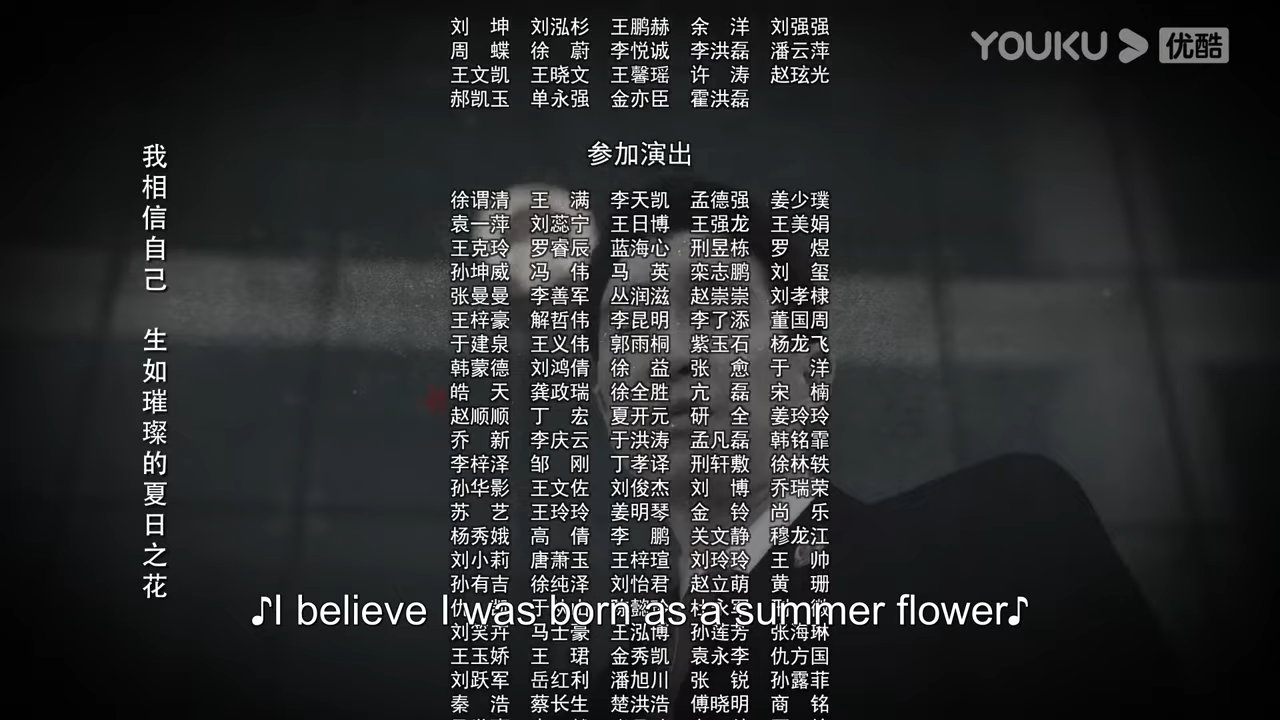 刘坤 刘泓杉 王鹏赫 余洋 刘强强
周蝶 徐蔚 李悦诚 李洪磊 潘云萍
王文凯 王晓文 王馨瑶 许涛 赵玹光
郝凯玉 单永强 金亦臣 霍洪磊
YOUKU 优酷
参加演出
徐谓清 王满 李天凯 孟德强 姜少璞
袁一萍 刘蕊宁 王日博 王强龙 王美娟
王克玲 罗睿辰 蓝海心 刑昱栋 罗煜
孙坤威 冯伟 马英 栾志鹏 刘玺
张曼曼 李善军 丛润滋 赵崇崇 刘孝棣
王梓豪 解哲伟 李昆明 李了添 董国周
于建泉 王义伟 郭雨桐 紫玉石 杨龙飞
韩蒙德 刘鸿倩 徐益 张愈 于洋
皓天 龚政瑞 徐全胜 亢磊 宋楠
赵顺顺 丁宏 夏开元 研全 姜玲玲
乔新 李庆云 于洪涛 孟凡磊 韩铭霏
李梓泽 邹刚 丁孝译 刑轩敷 徐林轶
孙华影 王文佐 刘俊杰 刘博 乔瑞荣
苏艺 王玲玲 姜明琴 金铃 尚乐
杨秀娥 高倩 李鹏 关文静 穆龙江
刘小莉 唐萧玉 王梓瑄 刘玲玲 王帅
孙有吉 徐纯泽 刘怡君 赵立萌 黄珊
刘笑卉 马士豪 王泓博 孙莲芳 张海琳
王玉娇 王珺 金秀凯 袁永李 仇方国
刘跃军 岳红利 潘旭川 张锐 孙露菲
秦浩 蔡长生 楚洪浩 傅晓明 商铭
我相信自己 生如璀璨的夏日之花
♪I believe I was born as a summer flower♪